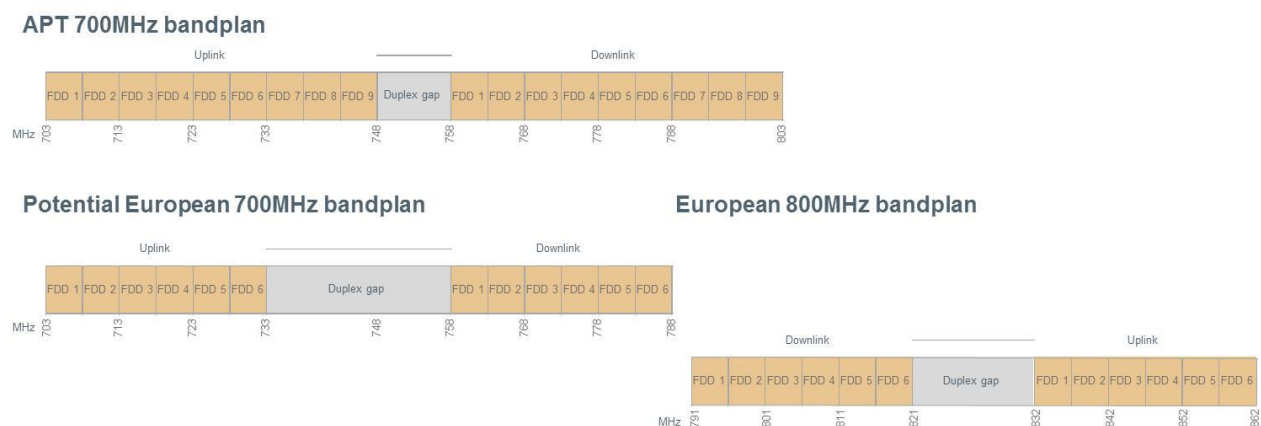 APT 700MHz bandplan
Uplink Downlink
FDD 1 FDD 2 FDD 3 FDD 4 FDD 5 FDD 6 FDD 7 FDD 8 FDD 9 Duplex gap FDD 1 FDD 2 FDD 3 FDD 4 FDD 5 FDD 6 FDD 7 FDD 8 FDD 9
MHz 703 713 723 733 748 758 768 778 788 803
Potential European 700MHz bandplan
Uplink Downlink
FDD 1 FDD 2 FDD 3 FDD 4 FDD 5 FDD 6 Duplex gap FDD 1 FDD 2 FDD 3 FDD 4 FDD 5 FDD 6
MHz 703 713 723 733 748 758 768 778 788
European 800MHz bandplan
Downlink Uplink
FDD 1 FDD 2 FDD 3 FDD 4 FDD 5 FDD 6 Duplex gap FDD 1 FDD 2 FDD 3 FDD 4 FDD 5 FDD 6
MHz 791 801 811 821 832 842 852 862